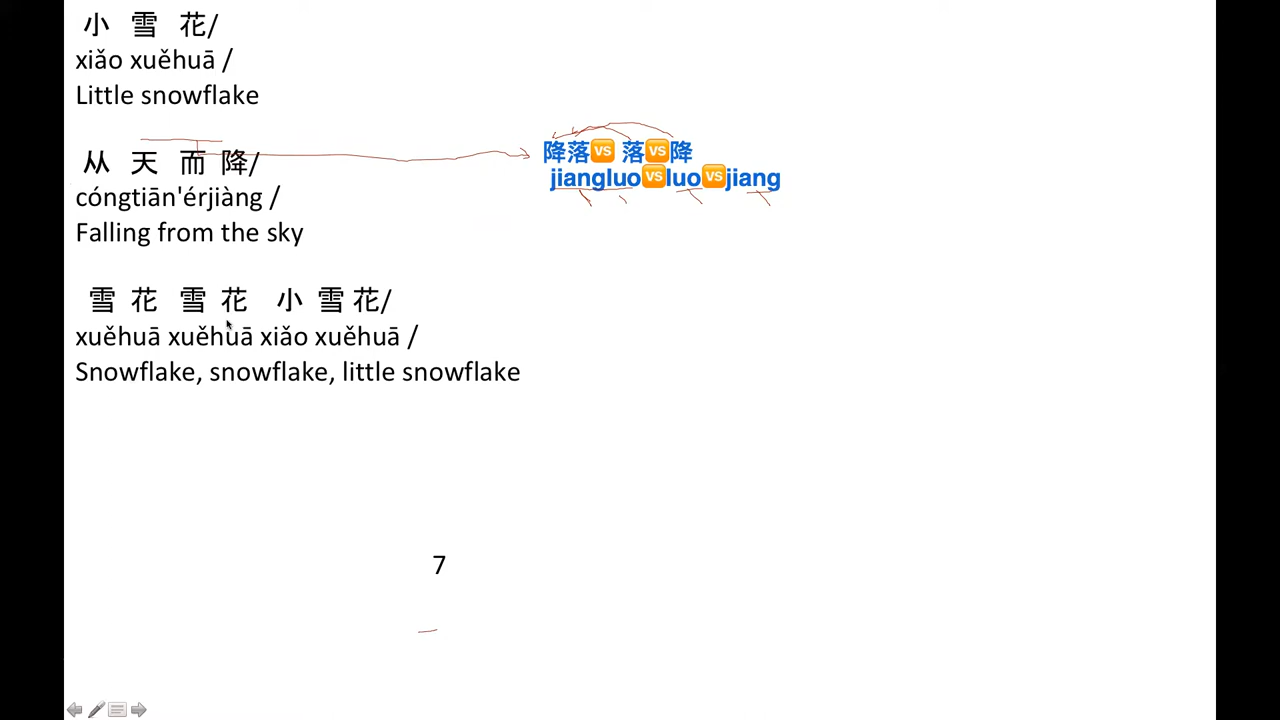 小 雪 花/
xiǎo xuěhuā /
Little snowflake
从 天 而 降/
cóngtiān'érjiàng /
Falling from the sky
降落🆚 落🆚降
jiangluo🆚luo🆚jiang
雪 花 雪 花 小 雪 花/
xuěhuā xuěhuā xiǎo xuěhuā /
Snowflake, snowflake, little snowflake
7